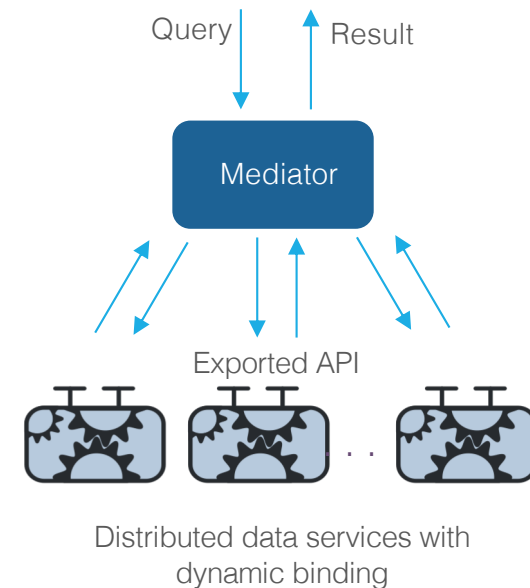 Query
Result
Mediator
Exported API
. . .
Distributed data services with
dynamic binding